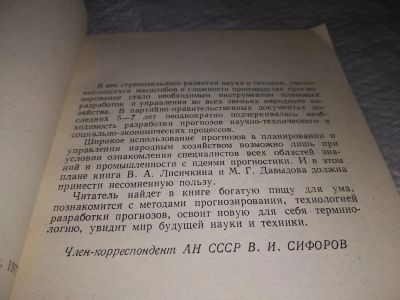 В век стремительного развития науки и техники, увели-
чивающихся масштабов и сложности производства прогно-
зирование стало необходимым инструментом плановых
разработок и управления во всех звеньях народного хо-
зяйства. В партийно-правительственных документах по-
следних 5—7 лет неоднократно подчеркивалась необ-
ходимость разработки прогнозов научно-технического и
социально-экономических процессов.
Широкое использование прогнозов в планировании и
управлении народным хозяйством возможно лишь при
условии ознакомления специалистов всех областей знаний
и промышленности с идеями прогностики. И в этом
плане книга В. А. Лисичкина и М. Г. Давыдова должна
принести несомненную пользу.
Читатель найдет в книге богатую пищу для ума,
познакомится с методами прогнозирования, технологией
разработки прогнозов, освоит новую для себя термино-
логию, увидит мир будущей науки и техники.
Член-корреспондент АН СССР В. И. СИФОРОВ